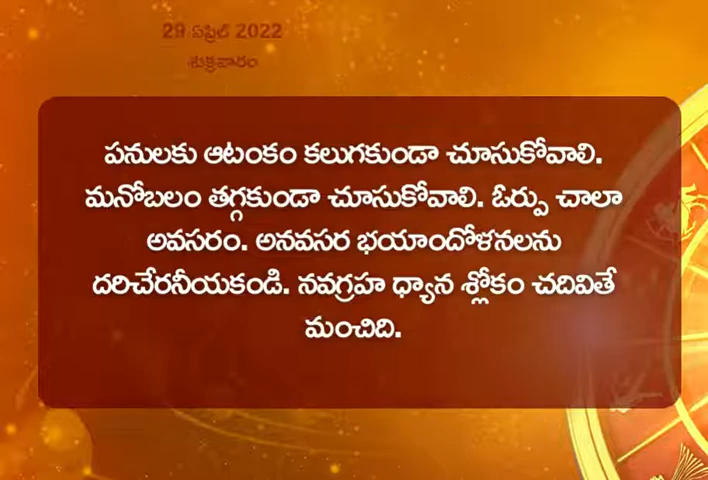 29 ఏప్రిల్ 2022
శుక్రవారం
పనులకు ఆటంకం కలుగకుండా చూసుకోవాలి.
మనోబలం తగ్గకుండా చూసుకోవాలి. ఓర్పు చాలా
అవసరం. అనవసర భయాందోళనలను
దరిచేరనీయకండి. నవగ్రహ ధ్యాన శ్లోకం చదివితే
మంచిది.